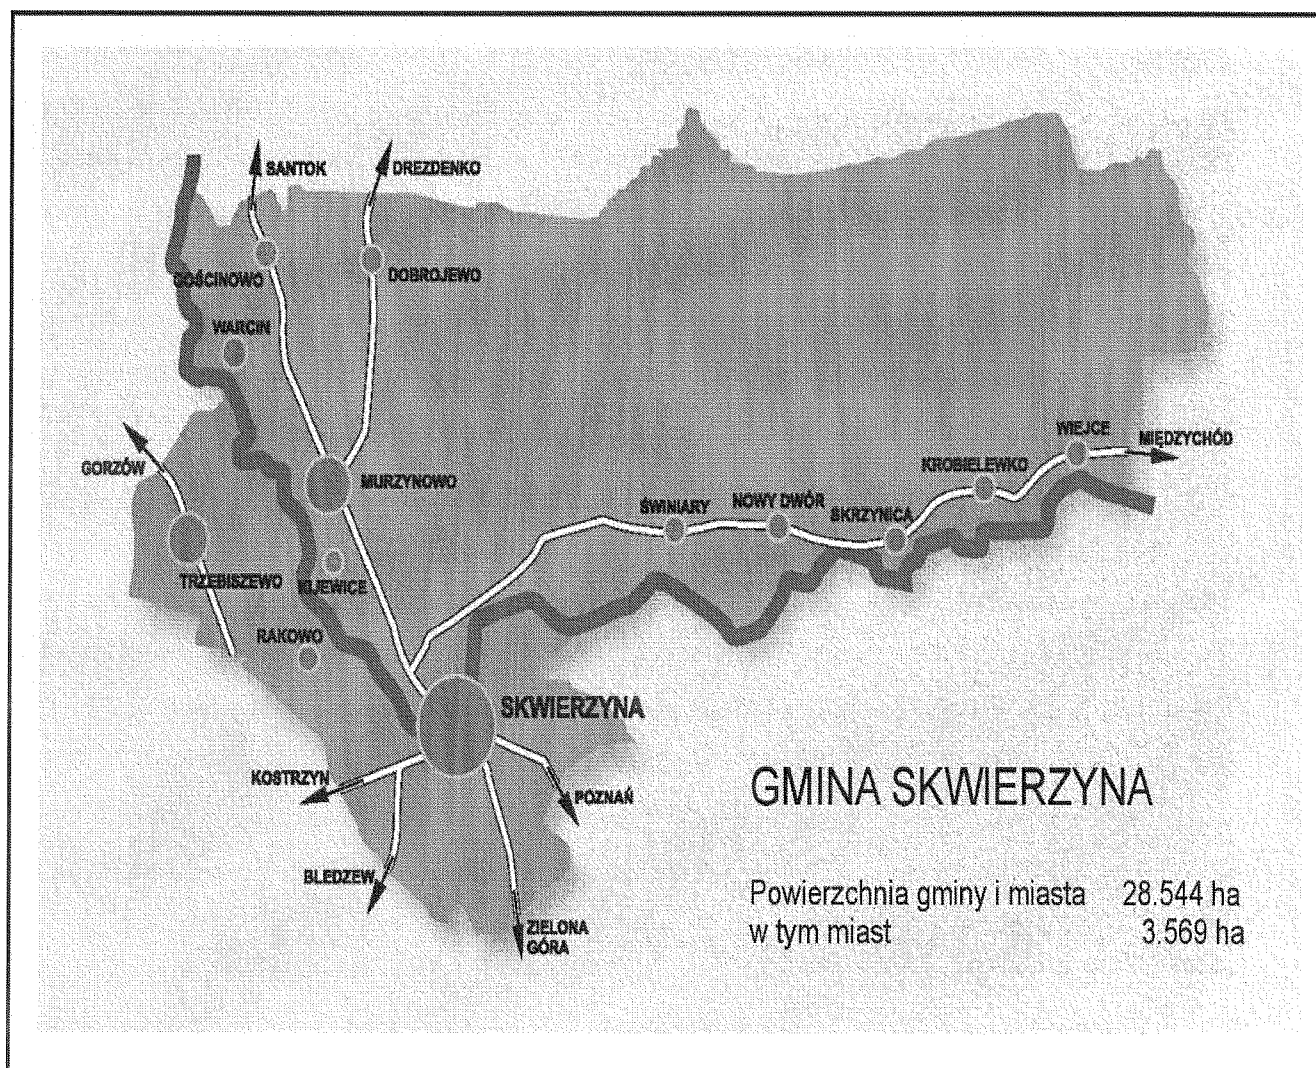 SANTOK
DREZDENKO
GOŚCINOWO
DOBROJEWO
WARCIN
WIEJCE
MIĘDZYCHÓD
GORZÓW
KROBIELEWKO
MURZYNOWO
ŚWINIARY
NOWY DWÓR
SKRZYNICA
TRZEBISZEWO
KIJEWICE
RAKOWO
SKWIERZYNA
KOSTRZYN
POZNAŃ
GMINA SKWIERZYNA
BLEDZEW
Powierzchnia gminy i miasta 28.544 ha
w tym miast 3.569 ha
ZIELONA
GÓRA